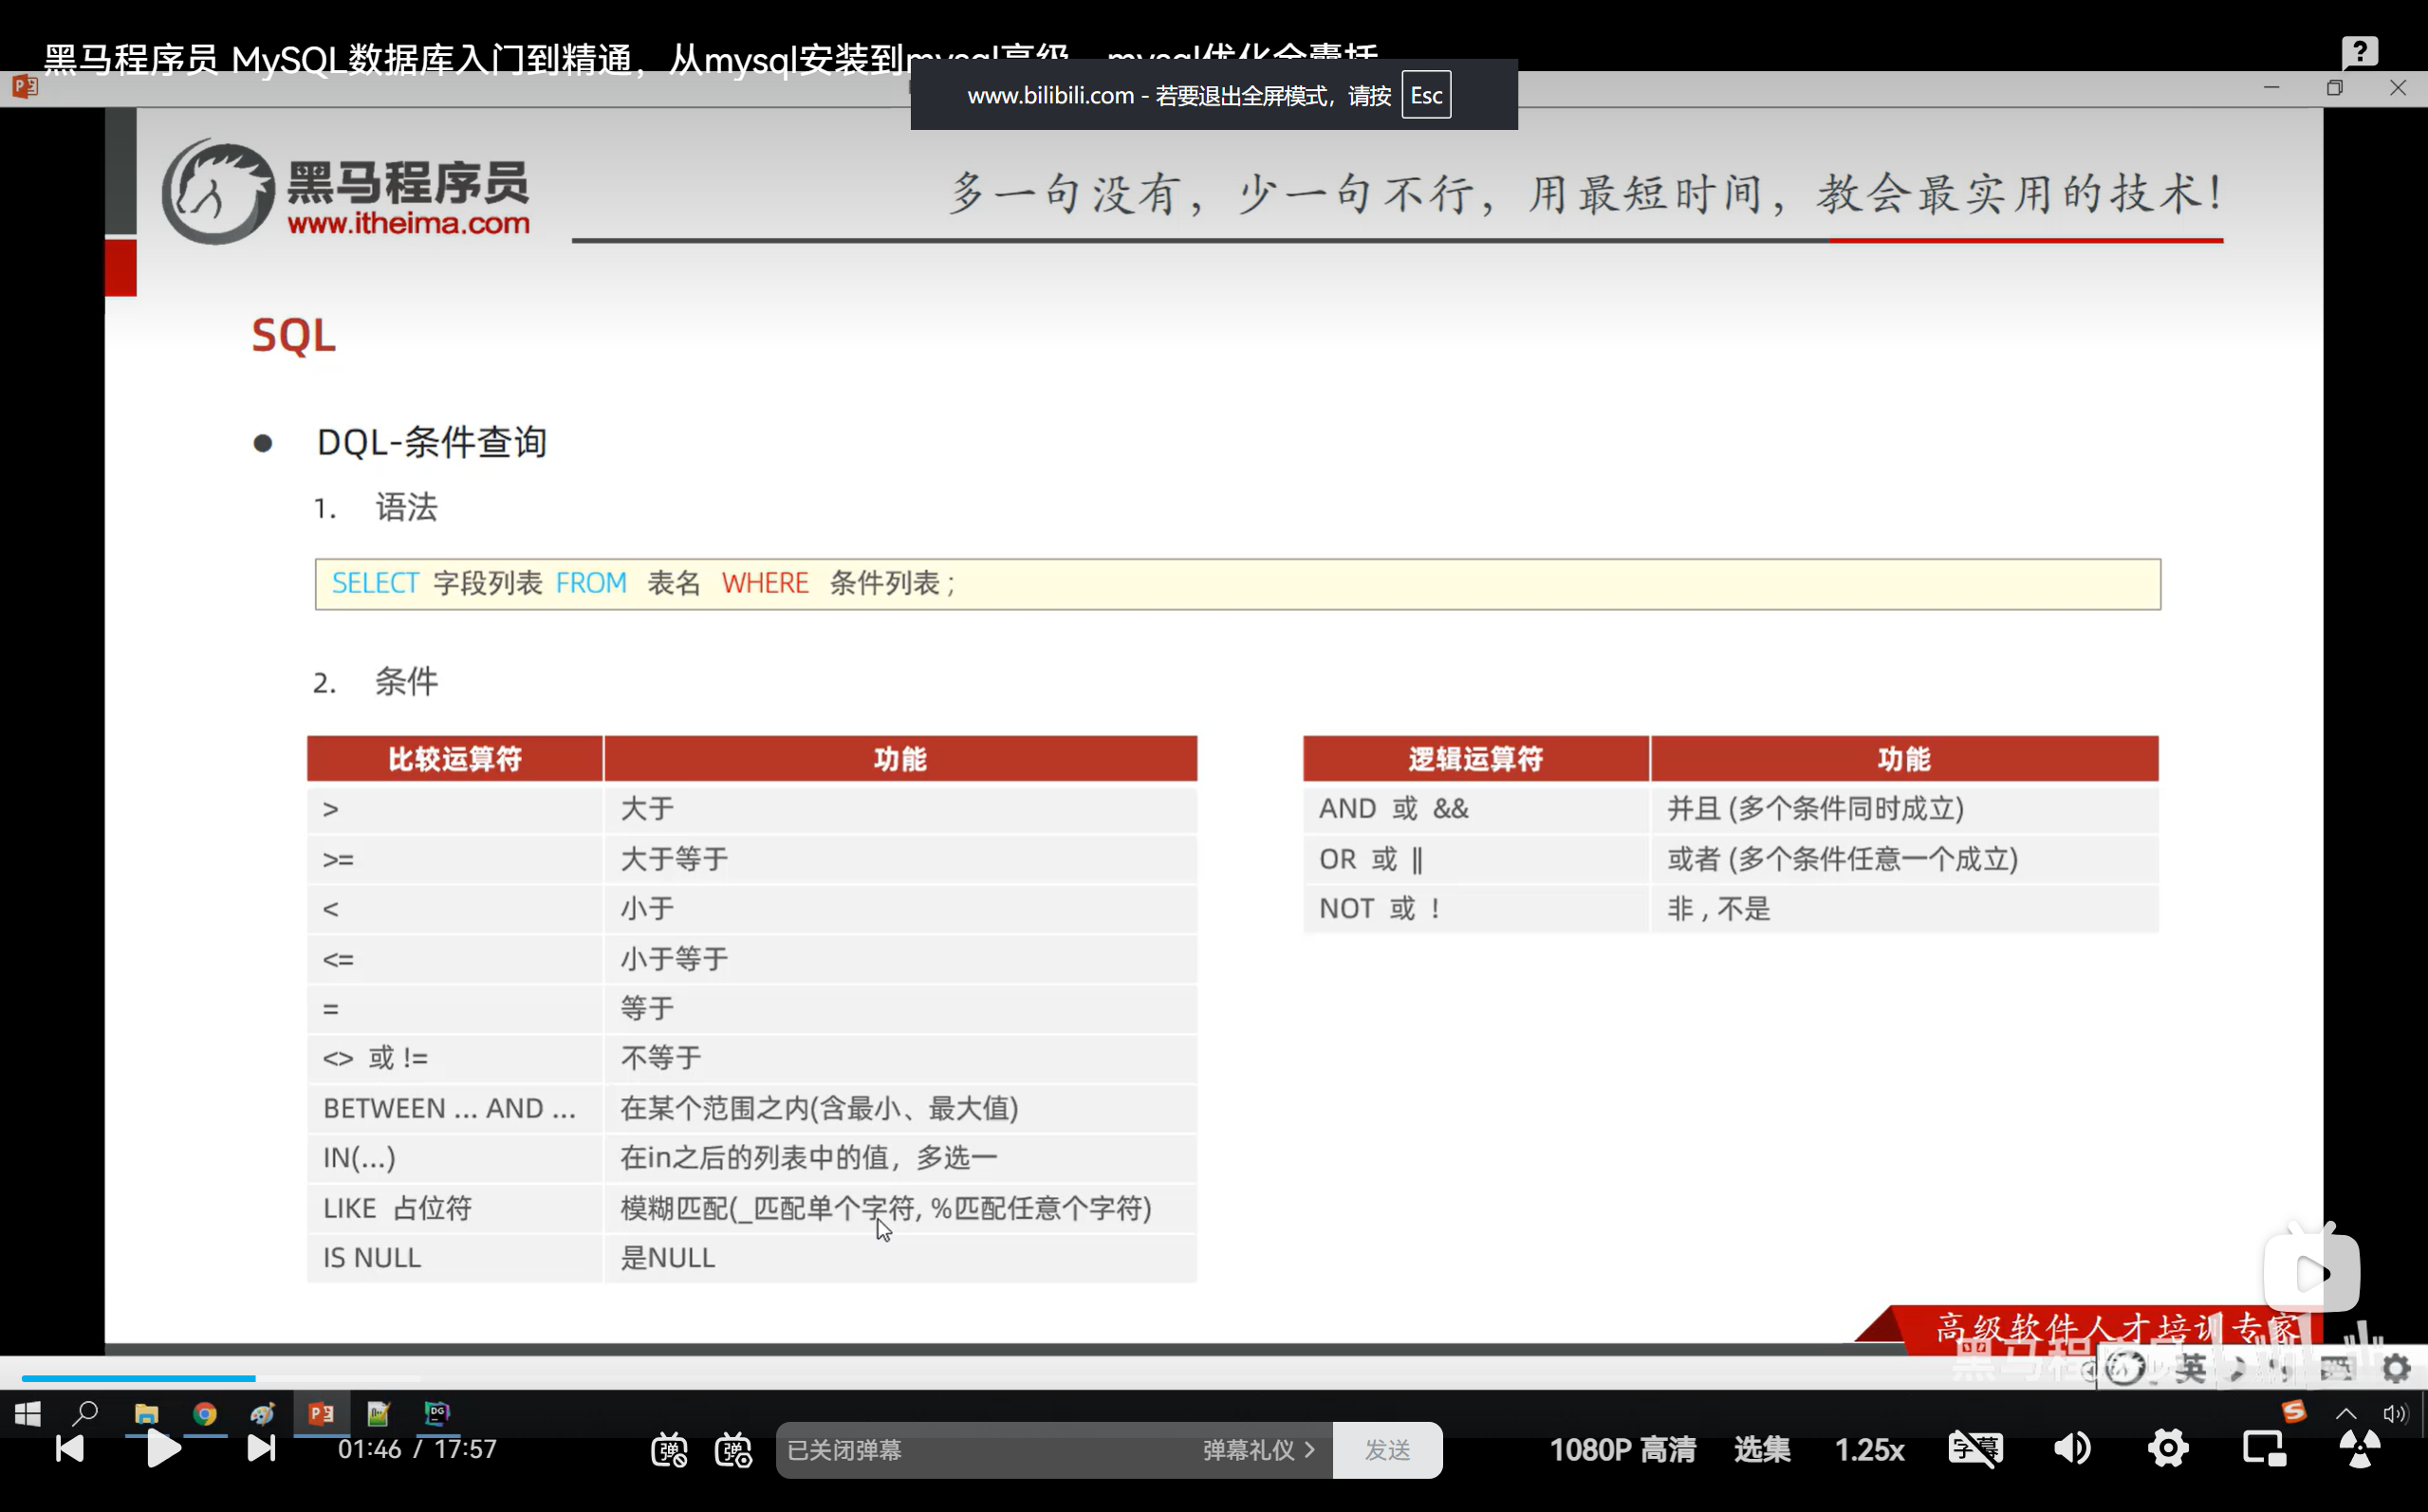 黑马程序员 MySQL数据库入门到精通，从mysql安装到mysql高级、mysql优化全囊括
www.bilibili.com - 若要退出全屏模式，请按 Esc
黑马程序员
www.itheima.com
多一句没有，少一句不行，用最短时间，教会最实用的技术！
SQL
DQL-条件查询
1. 语法
SELECT 字段列表 FROM 表名 WHERE 条件列表 ;
2. 条件
比较运算符 功能
> 大于
>= 大于等于
< 小于
<= 小于等于
= 等于
<> 或 != 不等于
BETWEEN ... AND ... 在某个范围之内(含最小、最大值)
IN(...) 在in之后的列表中的值，多选一
LIKE 占位符 模糊匹配(_匹配单个字符, %匹配任意个字符)
IS NULL 是NULL
逻辑运算符 功能
AND 或 && 并且 (多个条件同时成立)
OR 或 || 或者 (多个条件任意一个成立)
NOT 或 ! 非 , 不是
高级软件人才培训专家
英
01:46 / 17:57
已关闭弹幕
弹幕礼仪 >
发送
1080P 高清
选集
1.25x
字幕